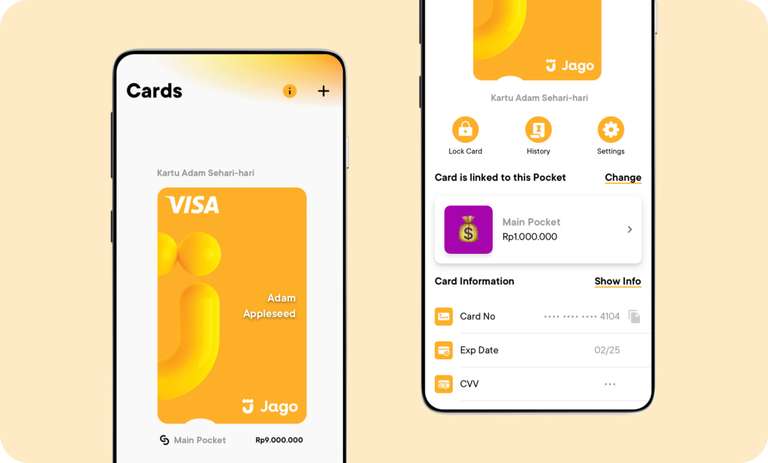 Cards
Kartu Adam Sehari-hari
VISA
Adam
Appleseed
Jago
Main Pocket Rp9.000.000
Jago
Kartu Adam Sehari-hari
Lock Card History Settings
Card is linked to this Pocket Change
Main Pocket
Rp1.000.000
Card Information Show Info
Card No •••• •••• •••• 4104
Exp Date 02/25
CVV •••